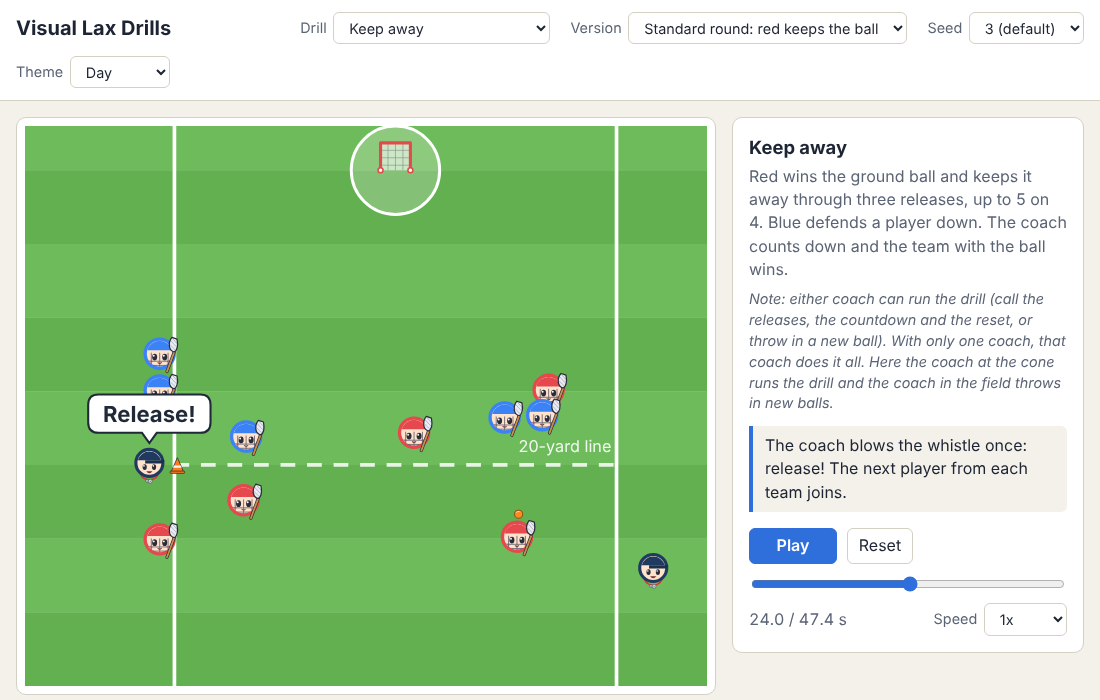 Visual Lax Drills
Drill Keep away Version Standard round: red keeps the ball Seed 3 (default)
Theme Day
Release!
20-yard line
Keep away
Red wins the ground ball and keeps it
away through three releases, up to 5 on
4. Blue defends a player down. The coach
counts down and the team with the ball
wins.
Note: either coach can run the drill (call the
releases, the countdown and the reset, or
throw in a new ball). With only one coach, that
coach does it all. Here the coach at the cone
runs the drill and the coach in the field throws
in new balls.
The coach blows the whistle once:
release! The next player from each
team joins.
Play Reset
24.0 / 47.4 s Speed 1x